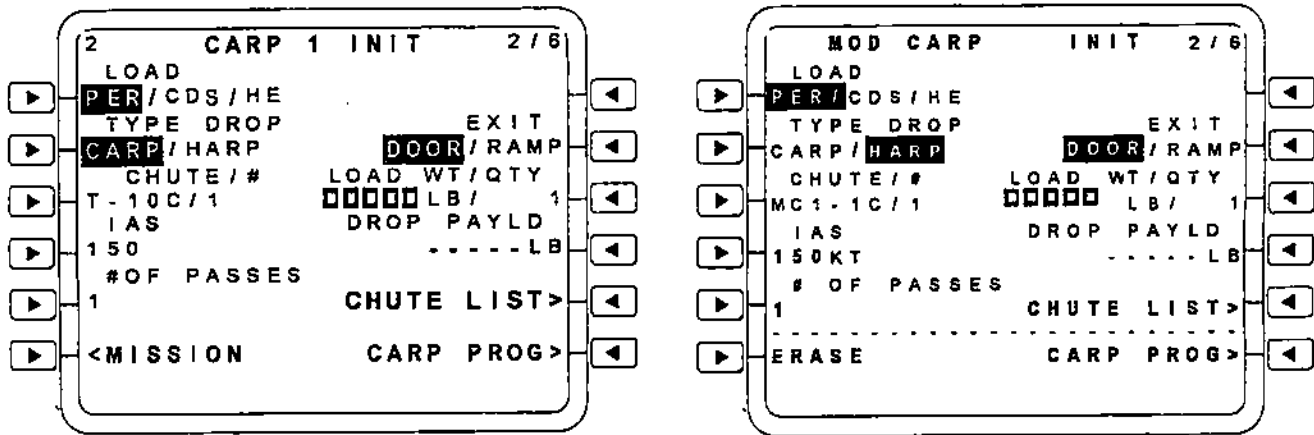 2 CARP 1 INIT 2/6
LOAD
PER/CDS/HE
TYPE DROP EXIT
CARP/HARP DOOR/RAMP
CHUTE/# LOAD WT/QTY
T-10C/1 □□□□□LB/ 1
IAS DROP PAYLD
150 -----LB
#OF PASSES
1 CHUTE LIST>
<MISSION CARP PROG>
MOD CARP INIT 2/6
LOAD
PER/CDS/HE
TYPE DROP EXIT
CARP/HARP DOOR/RAMP
CHUTE/# LOAD WT/QTY
MC1-1C/1 □□□□□ LB/ 1
IAS DROP PAYLD
150KT -----LB
# OF PASSES
1 CHUTE LIST>
ERASE CARP PROG>